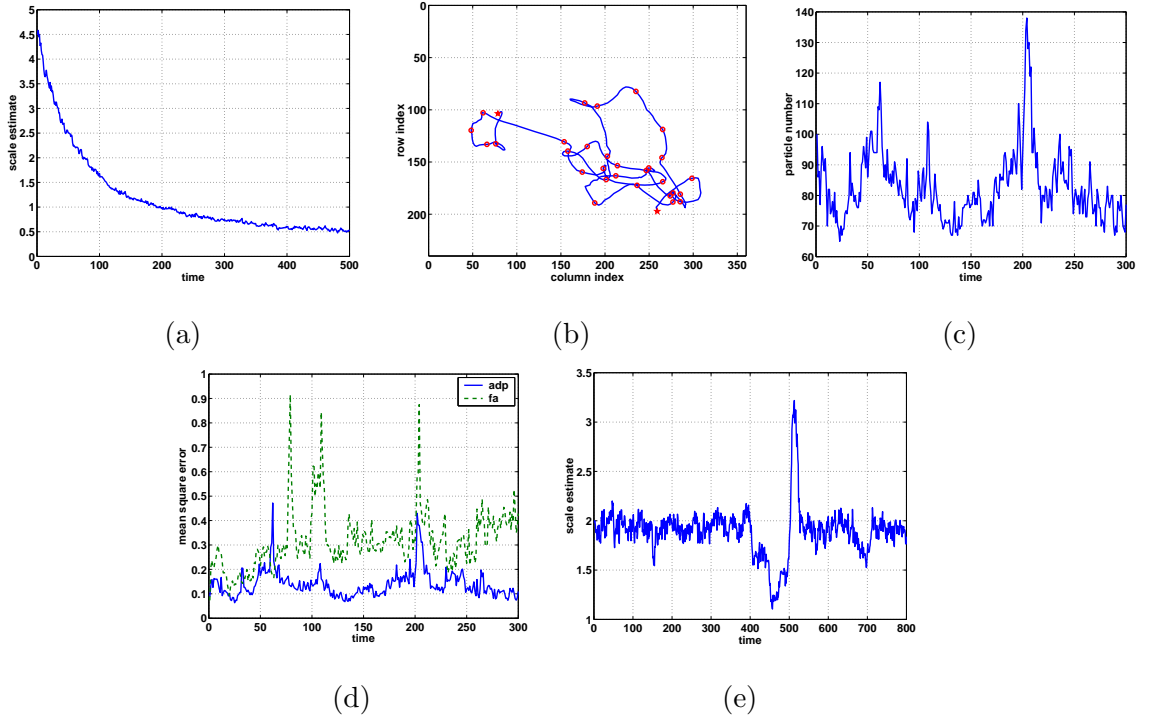 5
4.5
4
3.5
3
2.5
2
1.5
1
0.5
0
scale estimate
0 100 200 300 400 500
time
(a)
0
50
100
150
200
row index
0 50 100 150 200 250 300 350
column index
(b)
140
130
120
110
100
90
80
70
60
particle number
0 50 100 150 200 250 300
time
(c)
1
0.9
0.8
0.7
0.6
0.5
0.4
0.3
0.2
0.1
0
mean square error
adp
fa
0 50 100 150 200 250 300
time
(d)
3.5
3
2.5
2
1.5
1
scale estimate
0 100 200 300 400 500 600 700 800
time
(e)